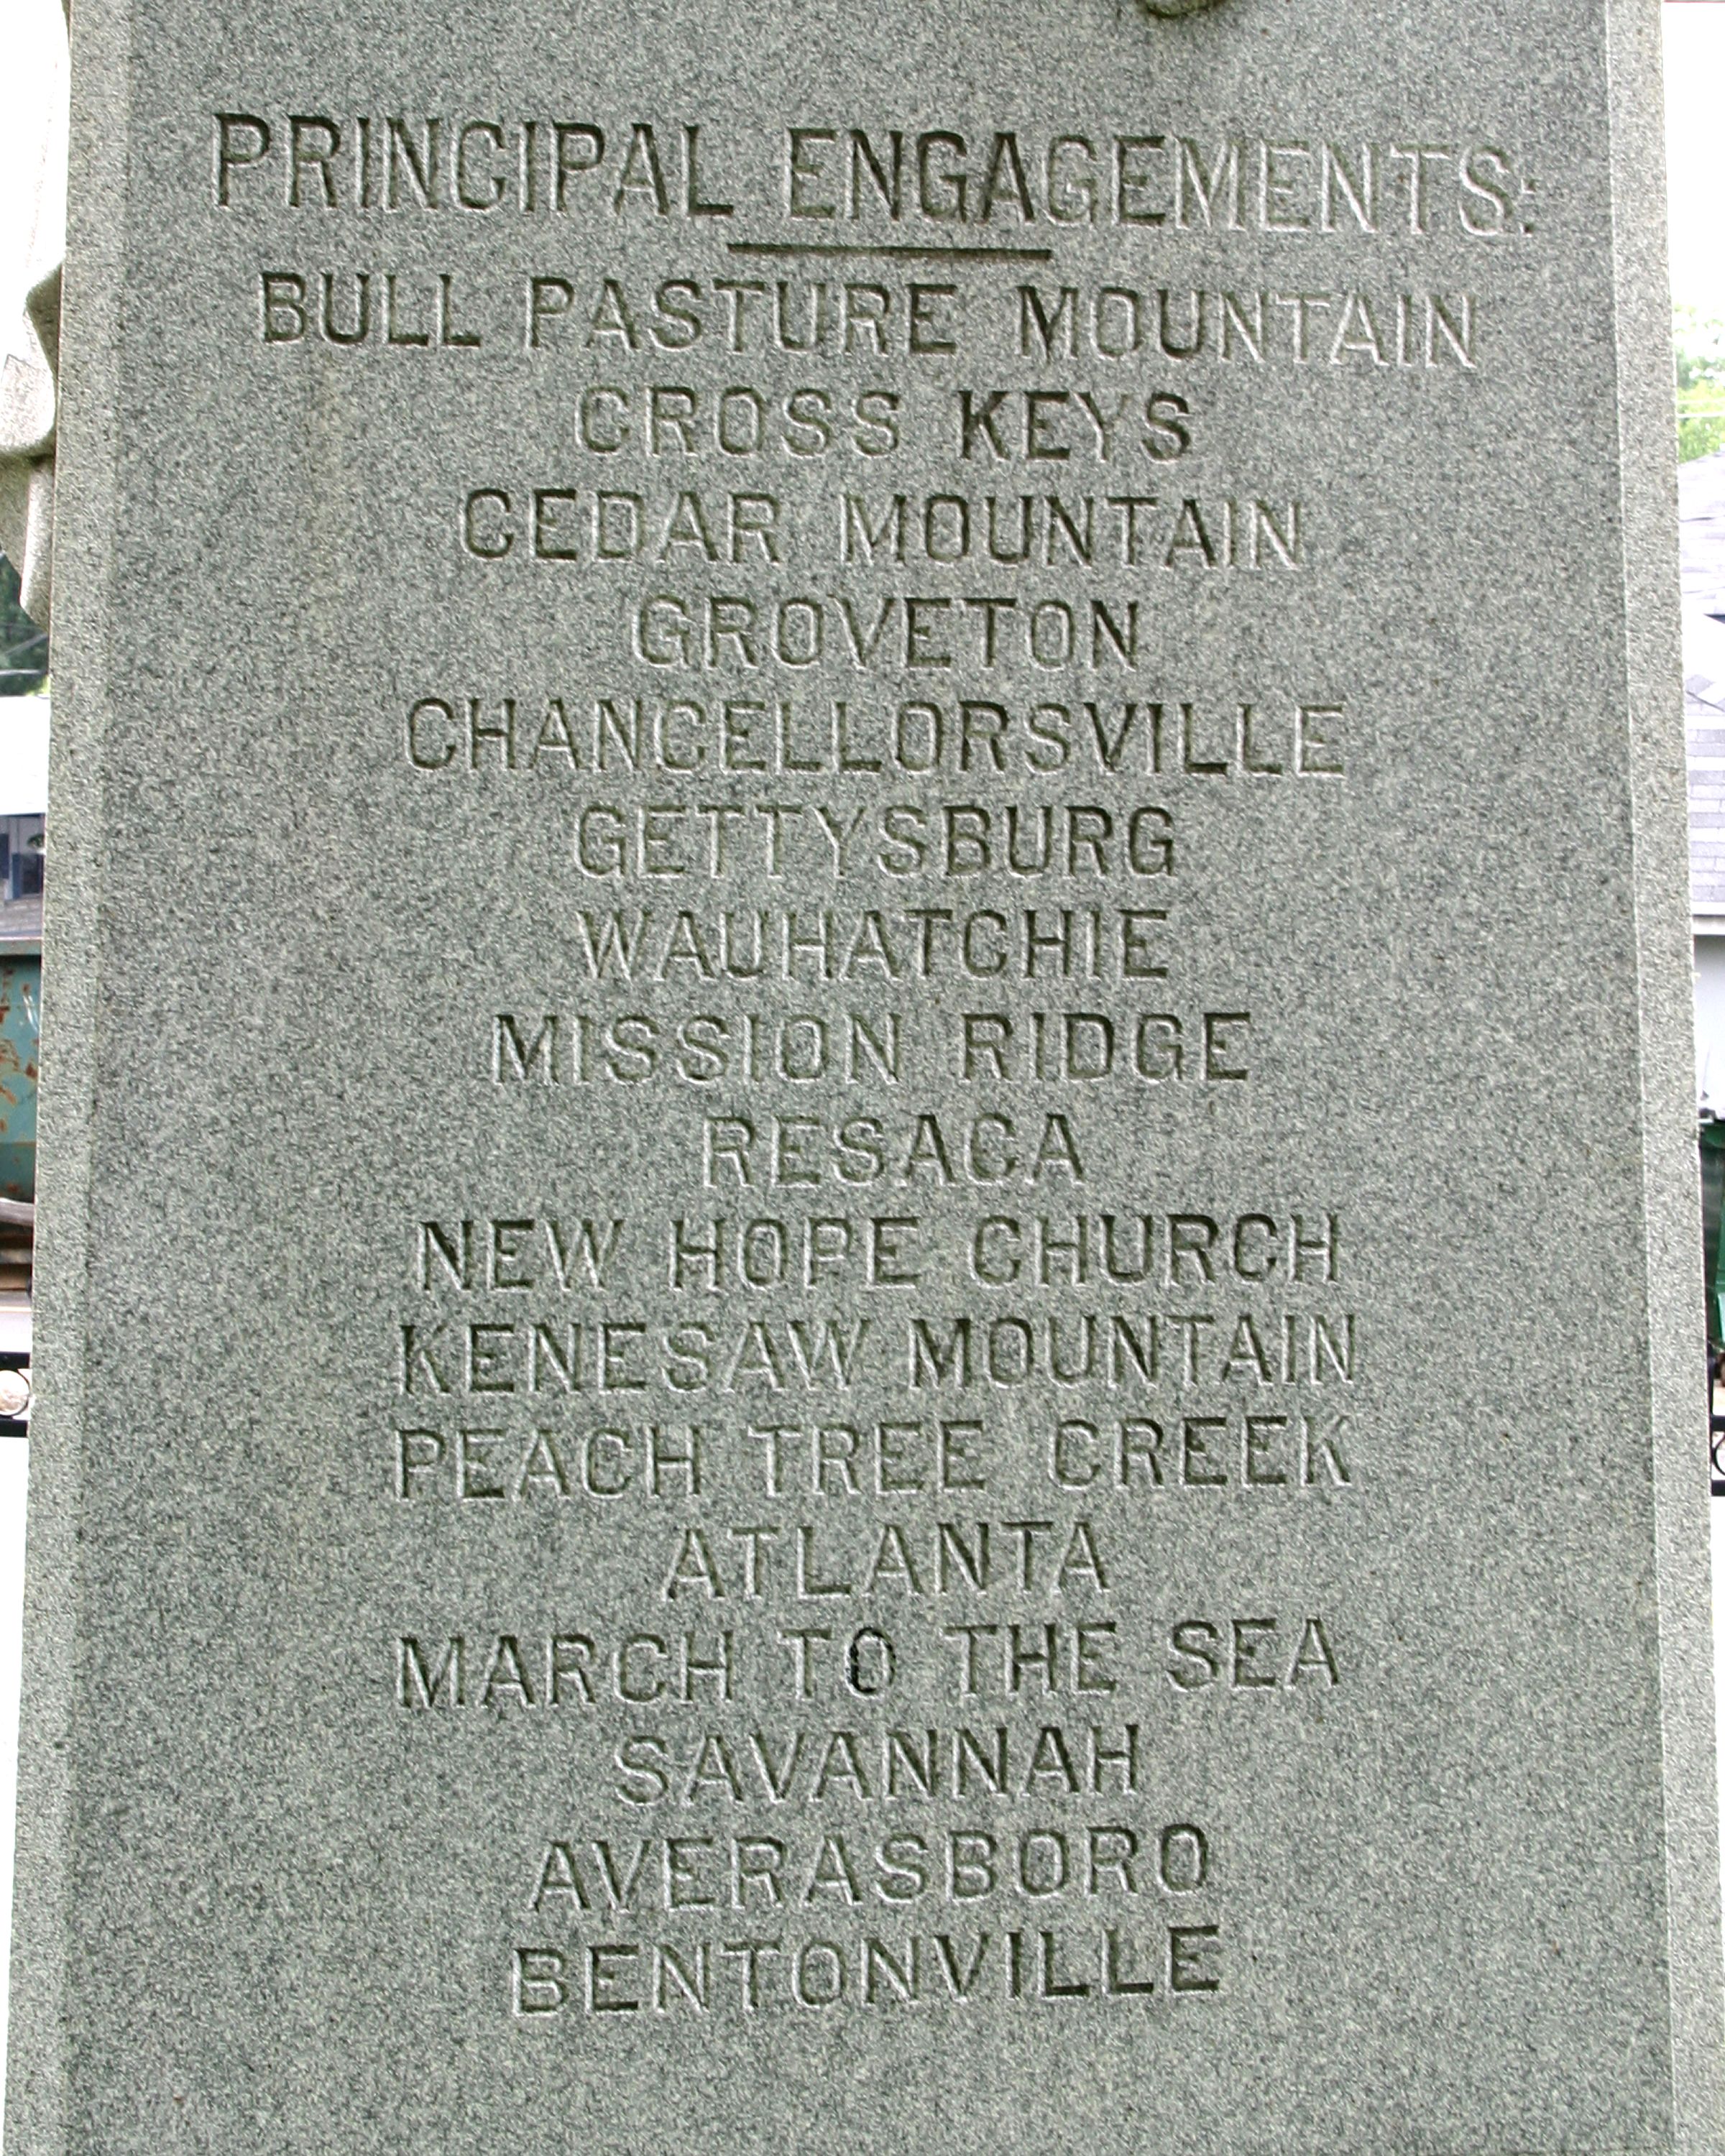 PRINCIPAL ENGAGEMENTS:
BULL PASTURE MOUNTAIN
CROSS KEYS
CEDAR MOUNTAIN
GROVETON
CHANCELLORSVILLE
GETTYSBURG
WAUHATCHIE
MISSION RIDGE
RESACA
NEW HOPE CHURCH
KENESAW MOUNTAIN
PEACH TREE CREEK
ATLANTA
MARCH TO THE SEA
SAVANNAH
AVERASBORO
BENTONVILLE